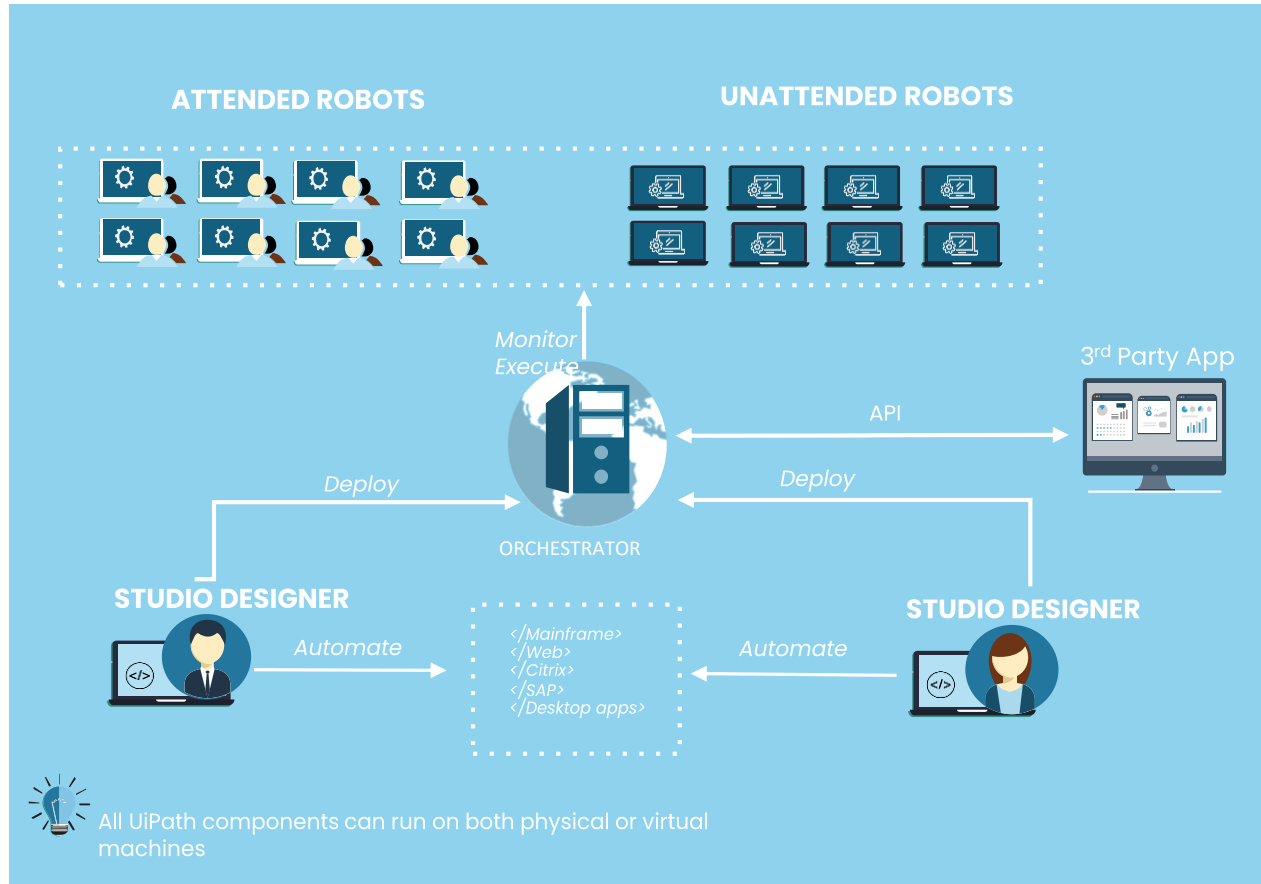 ATTENDED ROBOTS
UNATTENDED ROBOTS
Monitor
Execute
3rd Party App
API
Deploy
Deploy
ORCHESTRATOR
STUDIO DESIGNER
STUDIO DESIGNER
Automate
</Mainframe>
</Web>
</Citrix>
</SAP>
</Desktop apps>
Automate
</>
</>
All UiPath components can run on both physical or virtual
machines